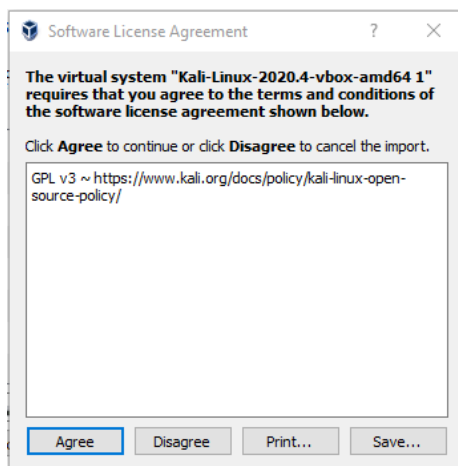 Software License Agreement ?
The virtual system "Kali-Linux-2020.4-vbox-amd64 1"
requires that you agree to the terms and conditions of
the software license agreement shown below.
Click Agree to continue or click Disagree to cancel the import.
GPL v3 ~ https://www.kali.org/docs/policy/kali-linux-open-
source-policy/
Agree Disagree Print... Save...